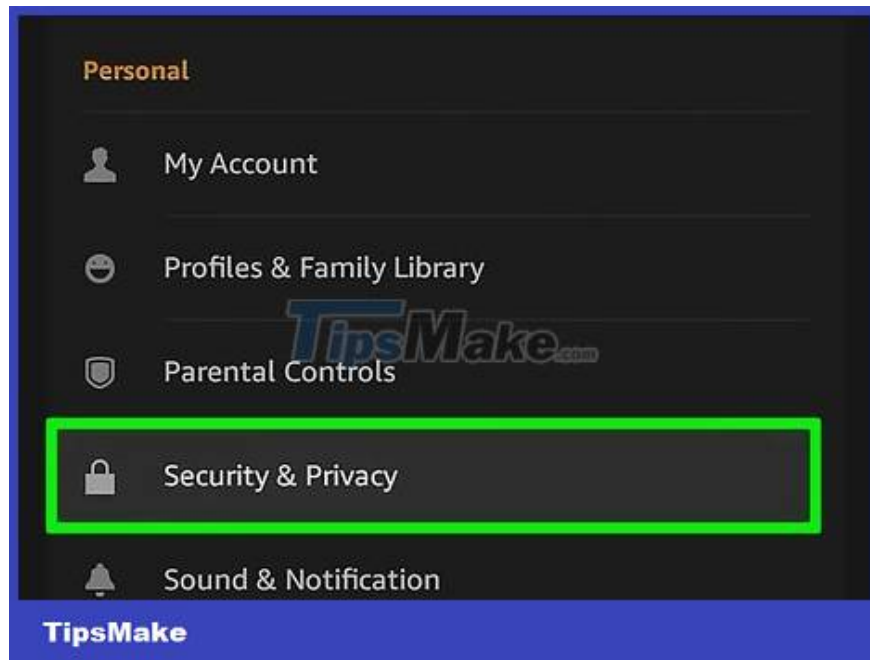 Personal
My Account
Profiles & Family Library
TipsMake.com
Parental Controls
Security & Privacy
Sound & Notification
TipsMake